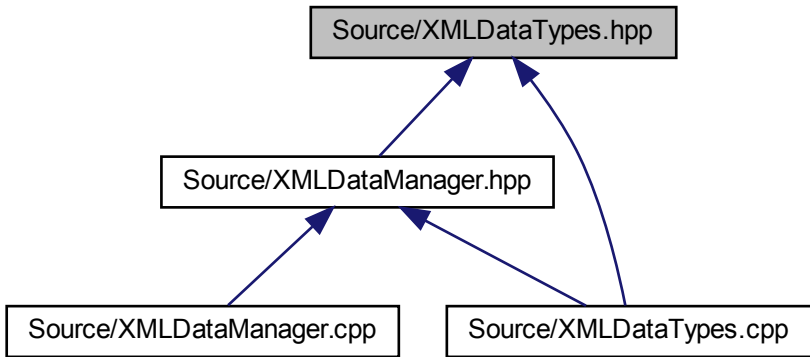 Source/XMLDataTypes.hpp
Source/XMLDataManager.hpp
Source/XMLDataManager.cpp
Source/XMLDataTypes.cpp